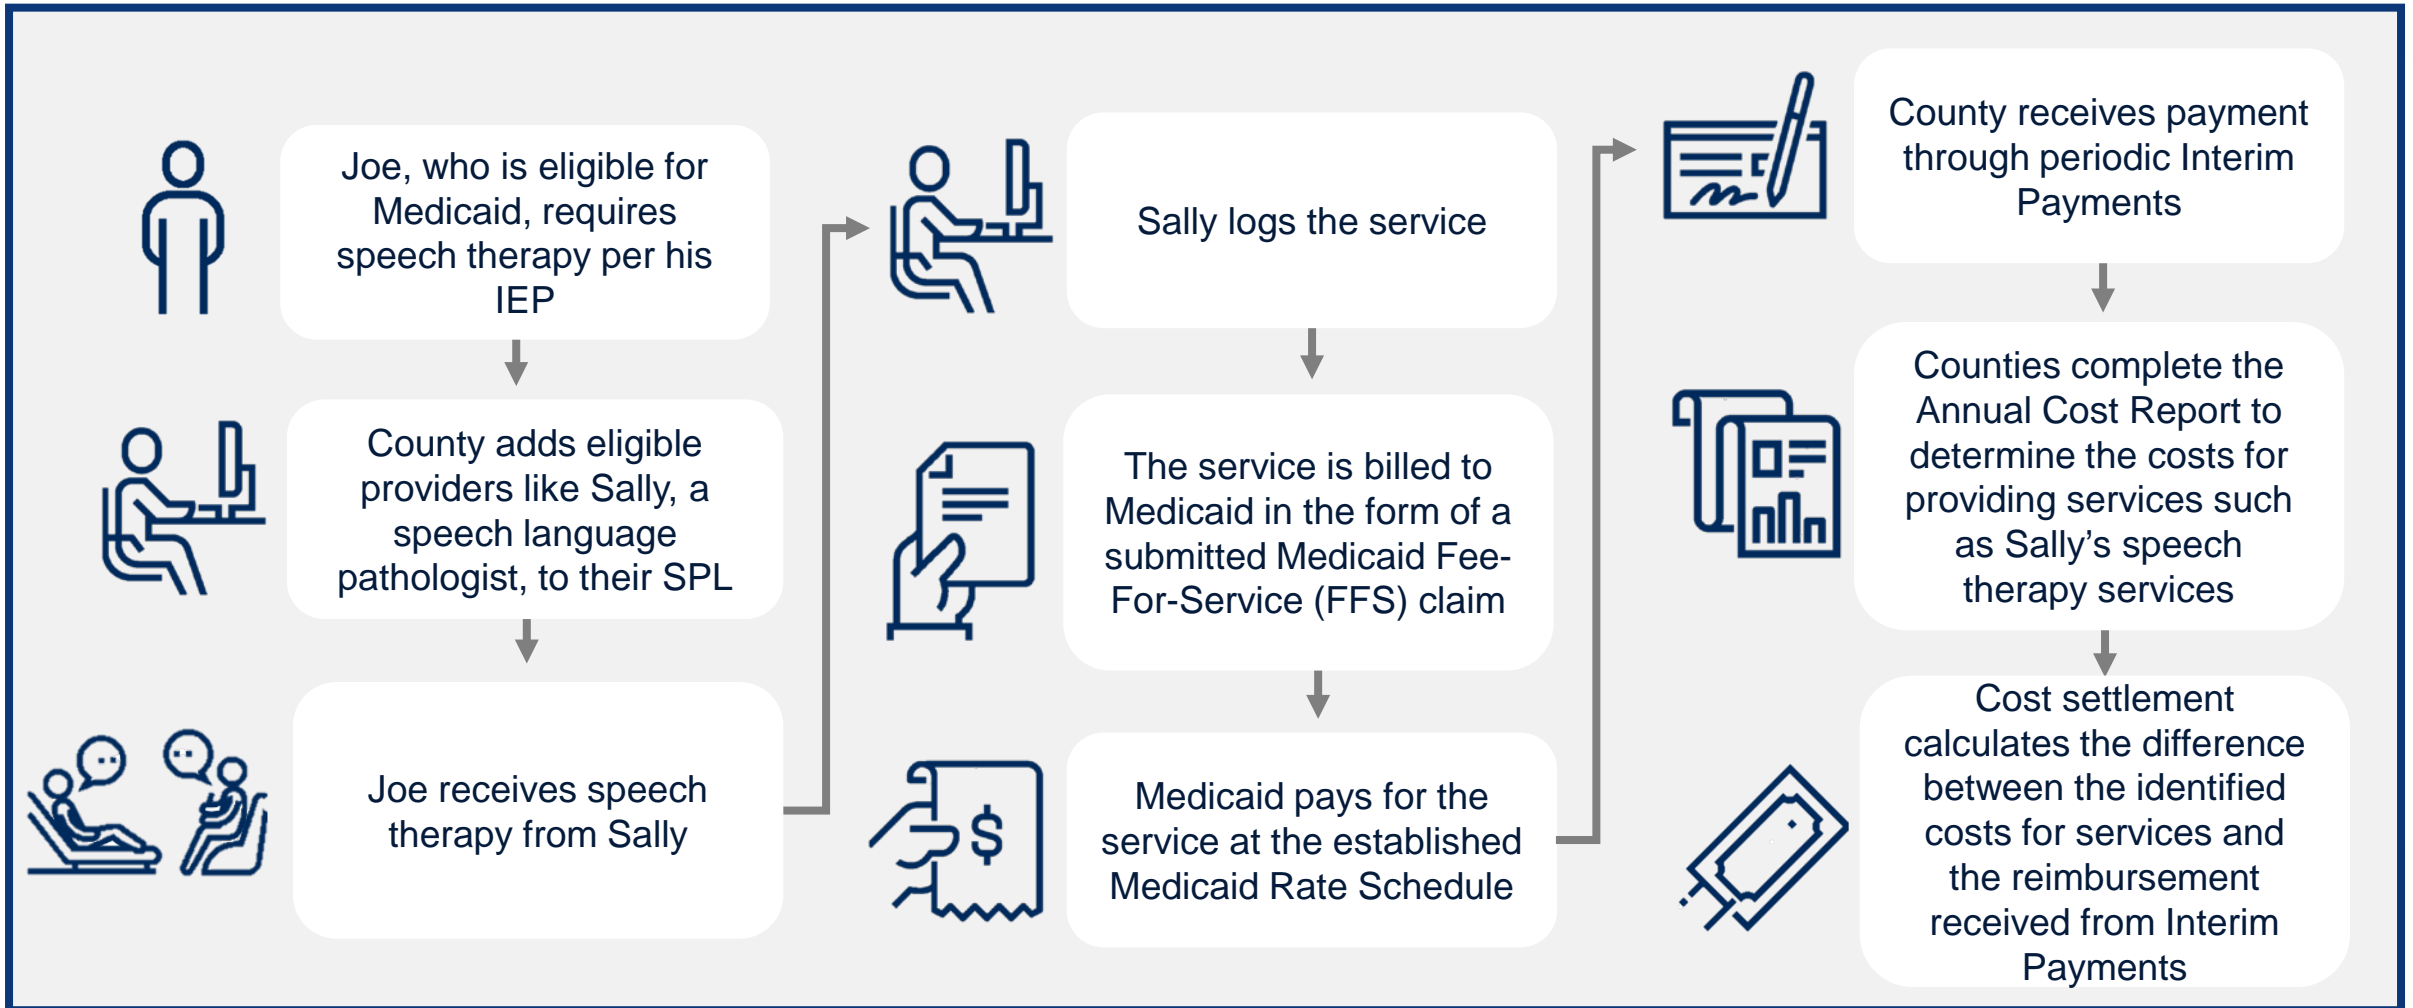 Joe, who is eligible for
Medicaid, requires
speech therapy per his
IEP
County adds eligible
providers like Sally, a
speech language
pathologist, to their SPL
Joe receives speech
therapy from Sally
Sally logs the service
The service is billed to
Medicaid in the form of a
submitted Medicaid Fee-
For-Service (FFS) claim
Medicaid pays for the
service at the established
Medicaid Rate Schedule
County receives payment
through periodic Interim
Payments
Counties complete the
Annual Cost Report to
determine the costs for
providing services such
as Sally’s speech
therapy services
Cost settlement
calculates the difference
between the identified
costs for services and
the reimbursement
received from Interim
Payments
$